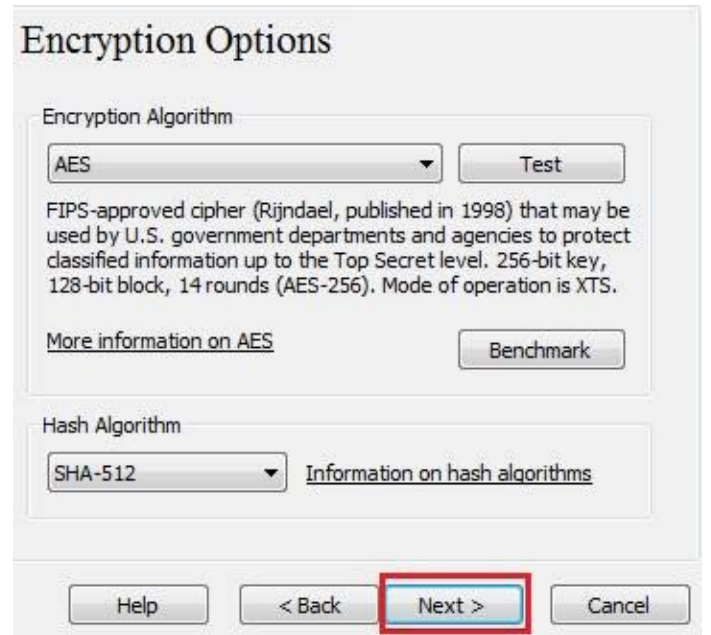 Encryption Options
Encryption Algorithm
AES
Test
FIPS-approved cipher (Rijndael, published in 1998) that may be
used by U.S. government departments and agencies to protect
classified information up to the Top Secret level. 256-bit key,
128-bit block, 14 rounds (AES-256). Mode of operation is XTS.
More information on AES
Benchmark
Hash Algorithm
SHA-512
Information on hash algorithms
Help
< Back
Next >
Cancel